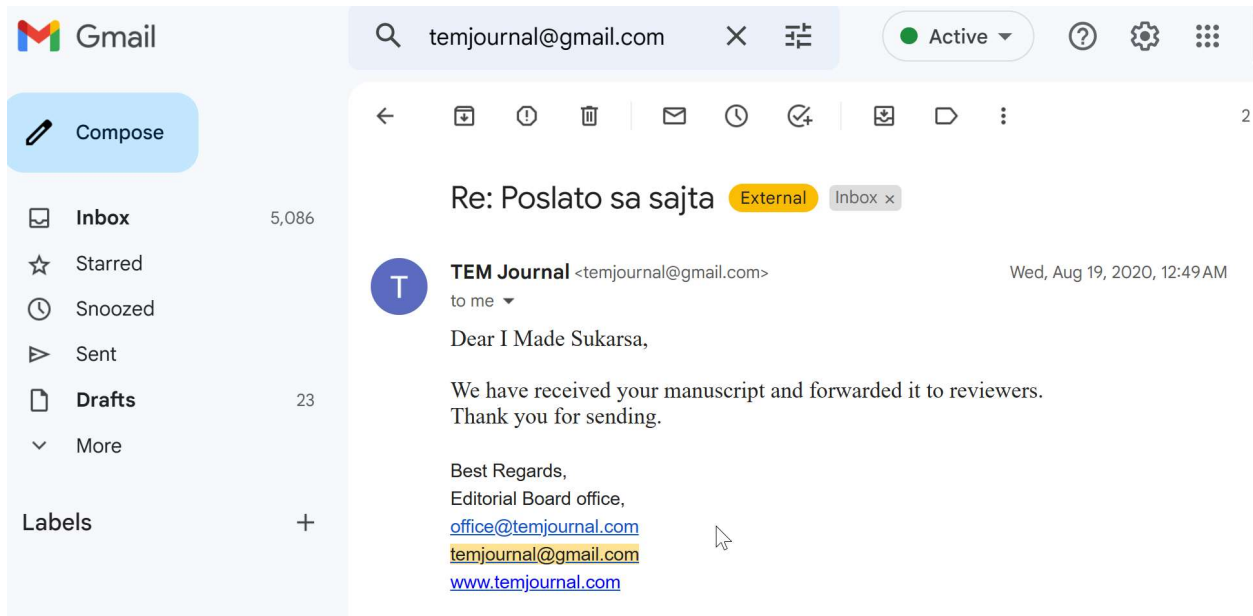 Gmail
temjournal@gmail.com
Active
Compose
2
Re: Poslato sa sajta External Inbox x
Inbox 5,086
Starred
Snoozed
Sent
Drafts 23
More
Labels
TEM Journal <temjournal@gmail.com> Wed, Aug 19, 2020, 12:49 AM
to me
T
Dear I Made Sukarsa,
We have received your manuscript and forwarded it to reviewers.
Thank you for sending.
Best Regards,
Editorial Board office,
office@temjournal.com
temjournal@gmail.com
www.temjournal.com